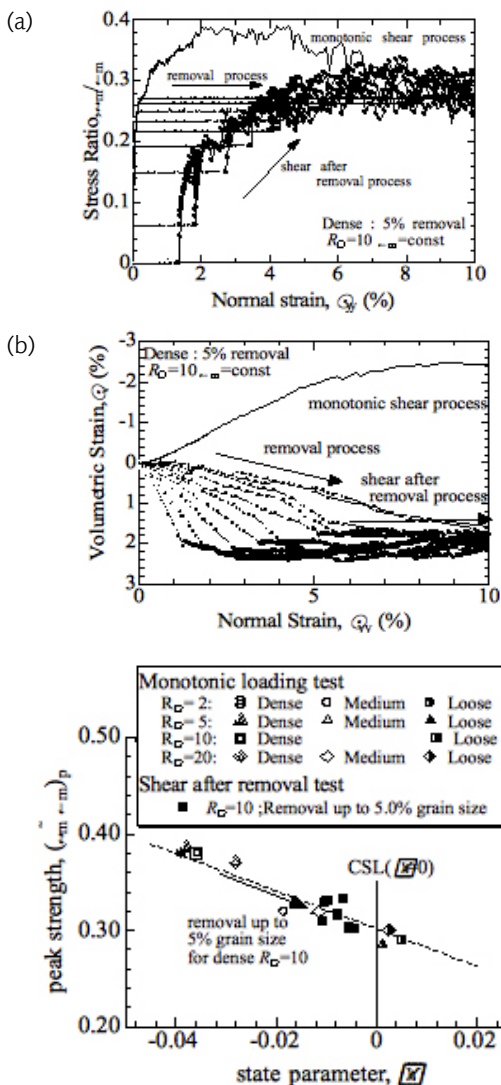 (a)
0.4
0.3
0.2
0.1
0
Stress Ratio,
monotonic shear process
removal process
shear after
removal process
Dense : 5% removal
=10 =const
0 2 4 6 8 10
Normal strain, (%)
(b)
-3
-2
-1
0
1
2
3
Volumetric Strain, (%)
Dense : 5% removal
=10 =const
monotonic shear process
removal process
shear after
removal process
0 5 10
Normal Strain, (%)
Monotonic loading test
= 2: Dense Medium Loose
= 5: Dense Medium Loose
=10: Dense Loose
=20: Dense Medium Loose
Shear after removal test
=10 ;Removal up to 5.0% grain size
0.50
0.40
0.30
0.20
peak strength,
CSL( 0)
removal up to
5% grain size
for dense =10
-0.04 -0.02 0 0.02
state parameter,